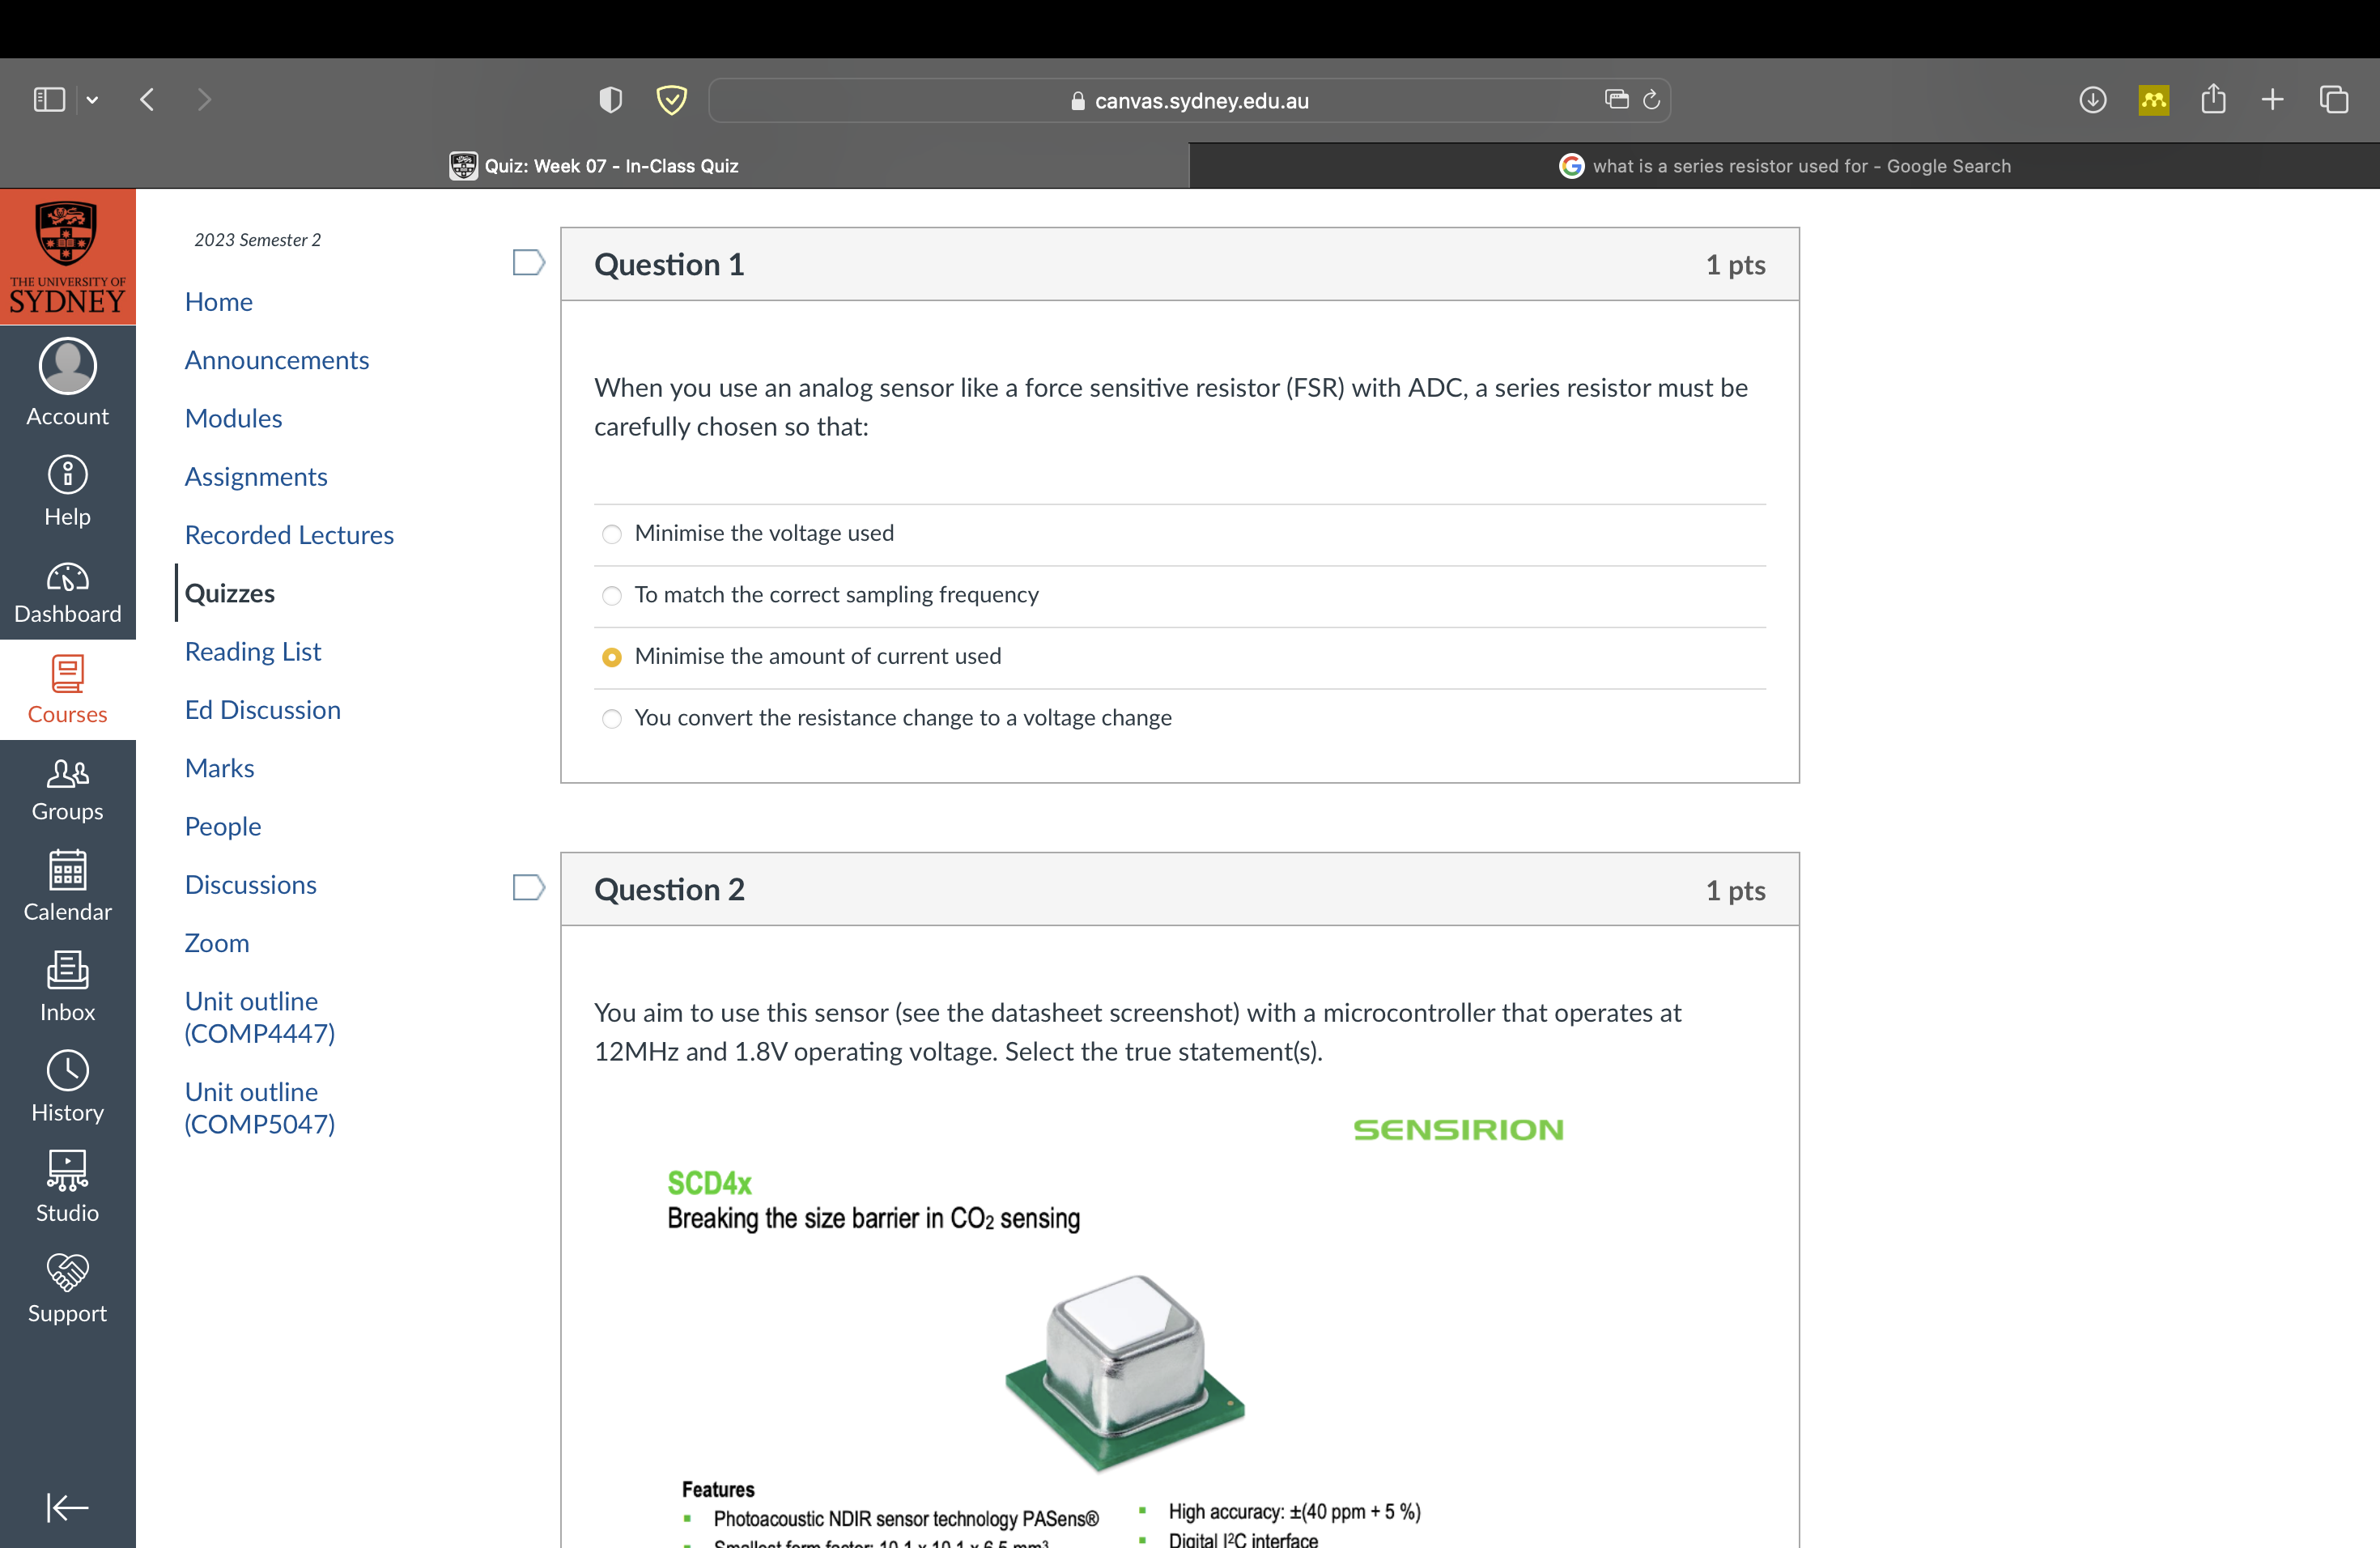 canvas.sydney.edu.au
Quiz: Week 07 - In-Class Quiz
what is a series resistor used for - Google Search
THE UNIVERSITY OF
SYDNEY
Account
Help
Dashboard
Courses
Groups
Calendar
Inbox
History
Studio
Support
2023 Semester 2
Home
Announcements
Modules
Assignments
Recorded Lectures
Quizzes
Reading List
Ed Discussion
Marks
People
Discussions
Zoom
Unit outline
(COMP4447)
Unit outline
(COMP5047)
Question 1
1 pts
When you use an analog sensor like a force sensitive resistor (FSR) with ADC, a series resistor must be
carefully chosen so that:
Minimise the voltage used
To match the correct sampling frequency
Minimise the amount of current used
You convert the resistance change to a voltage change
Question 2
1 pts
You aim to use this sensor (see the datasheet screenshot) with a microcontroller that operates at
12MHz and 1.8V operating voltage. Select the true statement(s).
SENSIRION
SCD4x
Breaking the size barrier in CO₂ sensing
Features
Photoacoustic NDIR sensor technology PASens®
Smallest form factor: 10.1 x 10.1 x 6.5 mm³
High accuracy: ±(40 ppm + 5 %)
Digital I²C interface